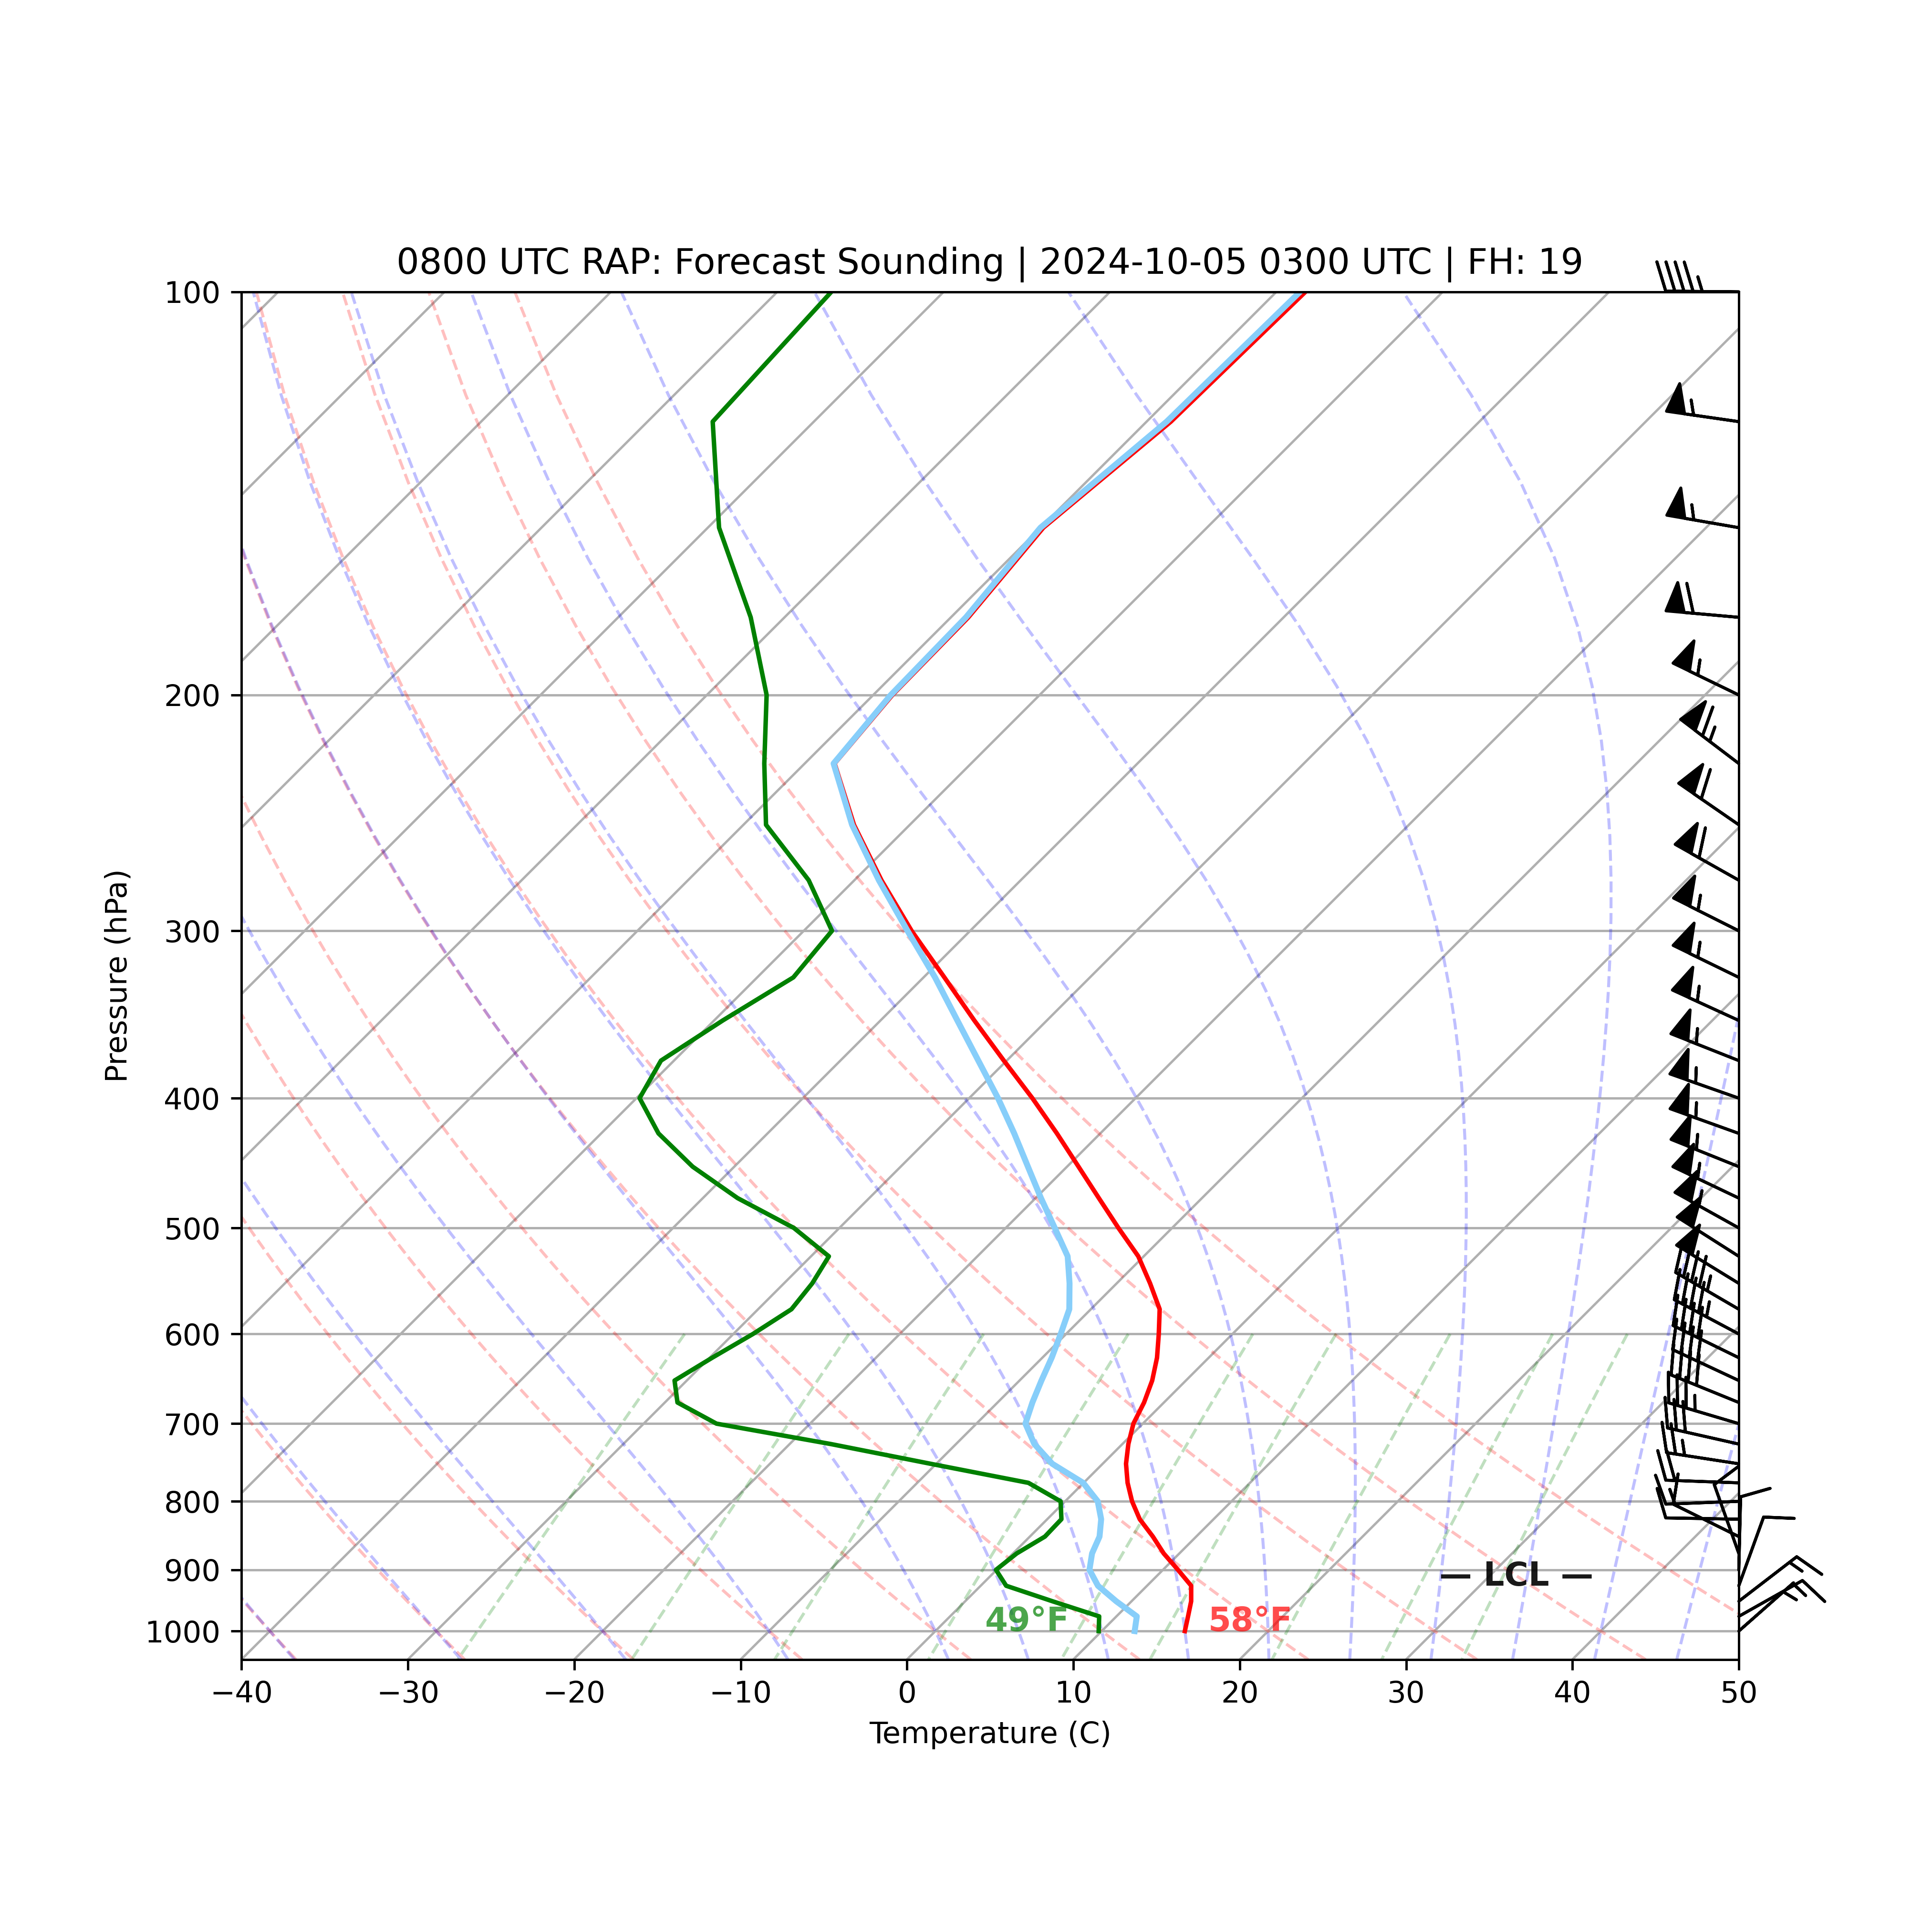 0800 UTC RAP: Forecast Sounding | 2024-10-05 0300 UTC | FH: 19
100
200
300
400
500
600
700
800
900
1000
Pressure (hPa)
— LCL —
49°F
58°F
−40 −30 −20 −10 0 10 20 30 40 50
Temperature (C)